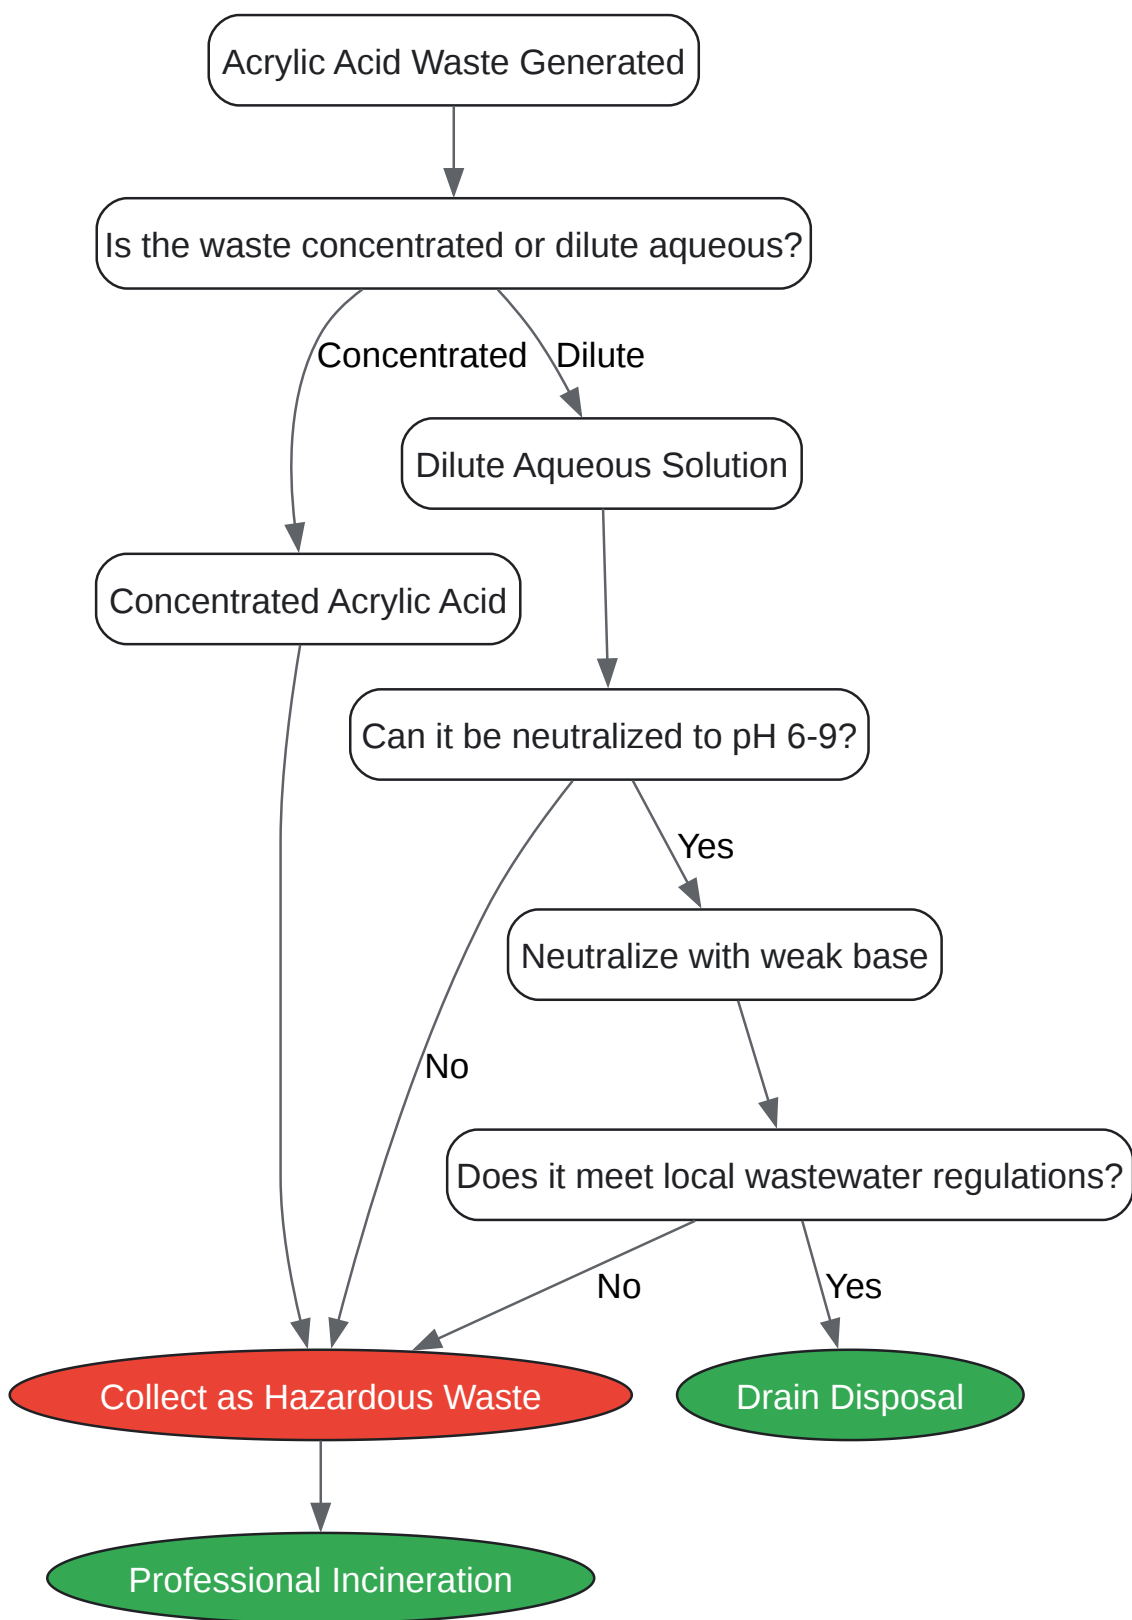 Acrylic Acid Waste Generated
Is the waste concentrated or dilute aqueous?
Concentrated
Dilute
Dilute Aqueous Solution
Concentrated Acrylic Acid
Can it be neutralized to pH 6-9?
Yes
Neutralize with weak base
No
Does it meet local wastewater regulations?
No
Yes
Collect as Hazardous Waste
Drain Disposal
Professional Incineration